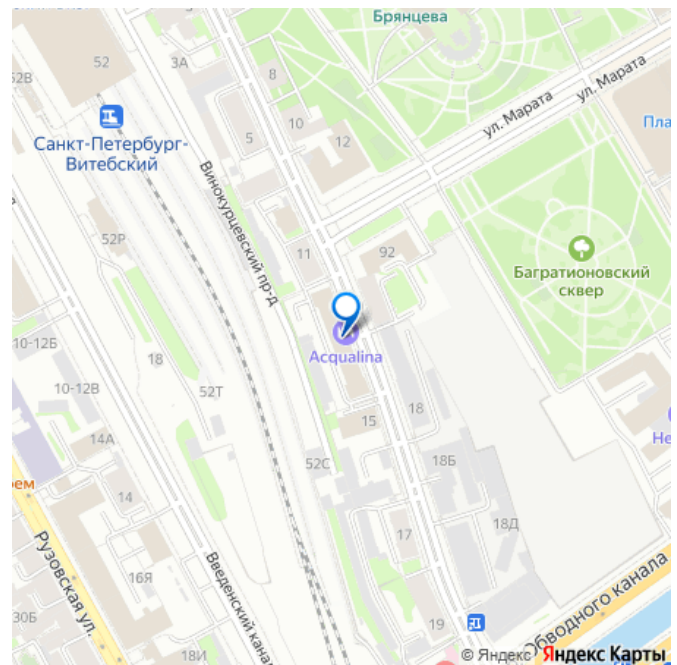 Брянцева
52В
52
3А
8
ул. Марата
ул. Марата
10
12
5
Пла
Санкт-Петербург-
Витебский
Винокурцевский пр-д
52Р
11
92
Багратионовский
сквер
10-12Б
18
Acqualina
10-12В
52Т
15
18
14А
Не
52С
18Б
ем
14
18Д
17
Рузовская ул.
16Я
Введенский кана
Обводного канала
30Б
19
18И
© Яндекс Яндекс Карты